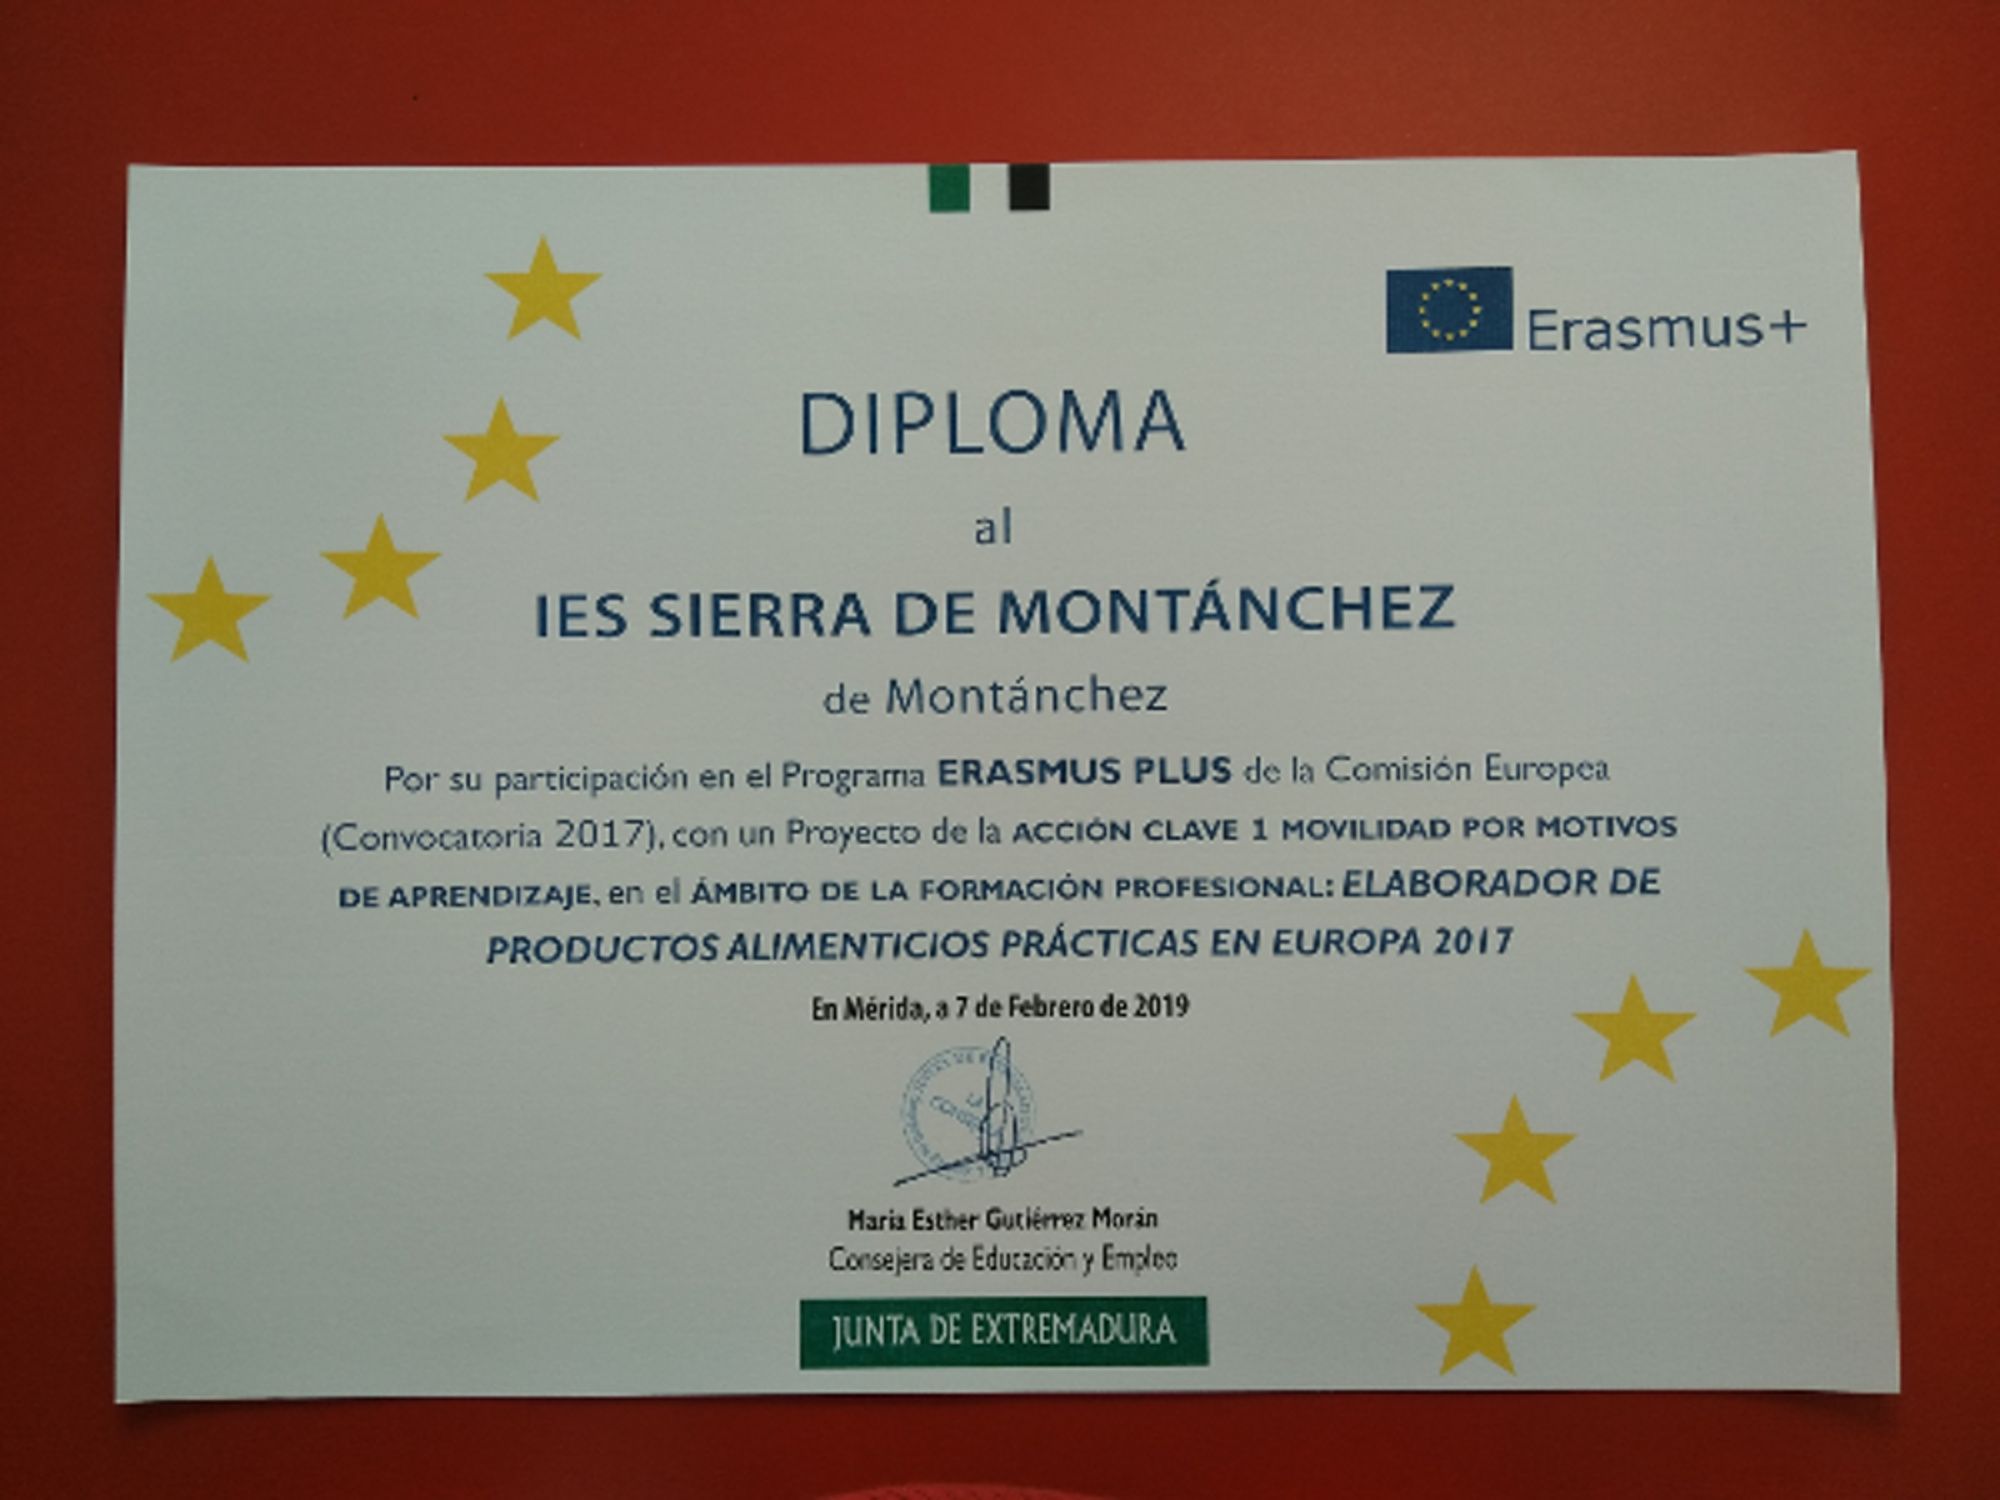 Erasmus+
DIPLOMA
al
IES SIERRA DE MONTÁNCHEZ
de Montánchez
Por su participación en el Programa ERASMUS PLUS de la Comisión Europea
(Convocatoria 2017), con un Proyecto de la ACCIÓN CLAVE 1 MOVILIDAD POR MOTIVOS
DE APRENDIZAJE, en el ÁMBITO DE LA FORMACIÓN PROFESIONAL: ELABORADOR DE
PRODUCTOS ALIMENTICIOS PRÁCTICAS EN EUROPA 2017
En Mérida, a 7 de Febrero de 2019
LA
María Esther Gutiérrez Morán
Consejera de Educación y Empleo
JUNTA DE EXTREMADURA